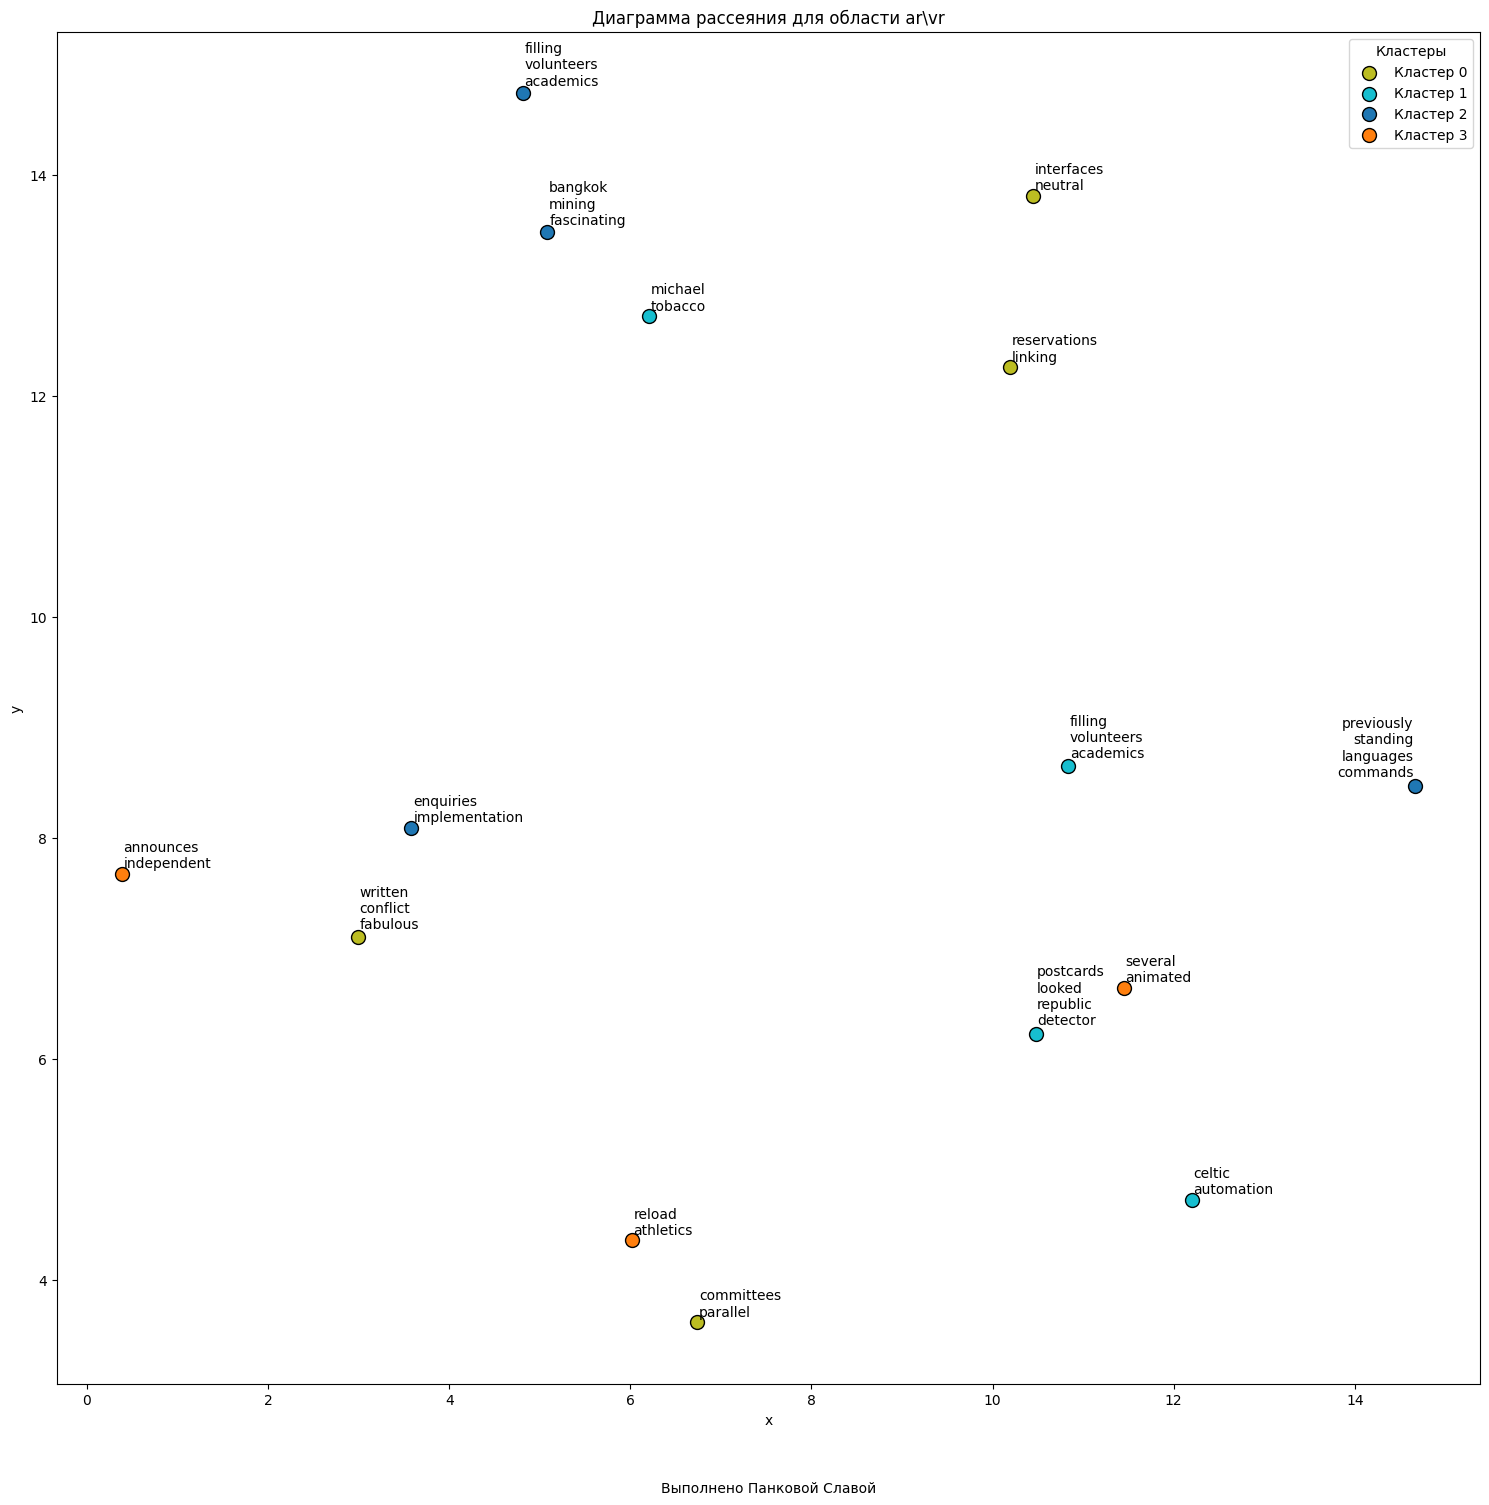 Диаграмма рассеяния для области ar\vr
Кластеры
Кластер 0
Кластер 1
Кластер 2
Кластер 3
filling
volunteers
academics
bangkok
mining
fascinating
michael
tobacco
interfaces
neutral
reservations
linking
filling
volunteers
academics
previously
standing
languages
commands
enquiries
implementation
announces
independent
written
conflict
fabulous
postcards
looked
republic
detector
several
animated
celtic
automation
reload
athletics
committees
parallel
y
14
12
10
8
6
4
0 2 4 6 8 10 12 14
x
Выполнено Панковой Славой